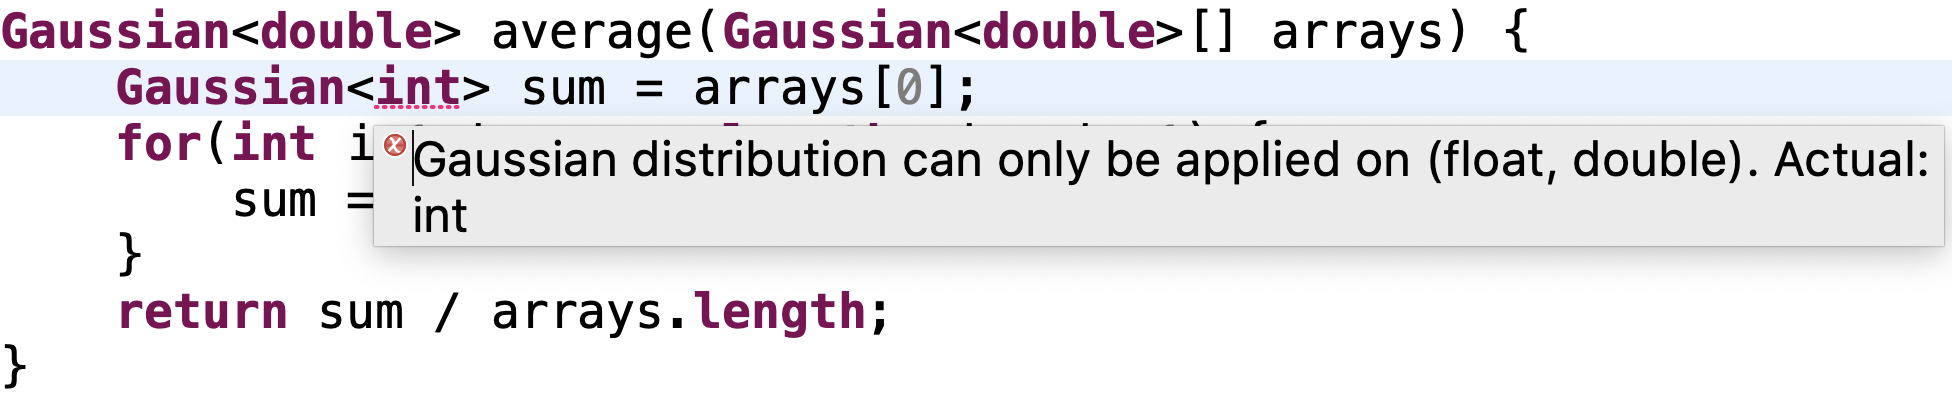 Gaussian<double> average(Gaussian<double>[] arrays) {
Gaussian<int> sum = arrays[0];
for(int i
Gaussian distribution can only be applied on (float, double). Actual:
int
sum =
}
return sum / arrays.length;
}